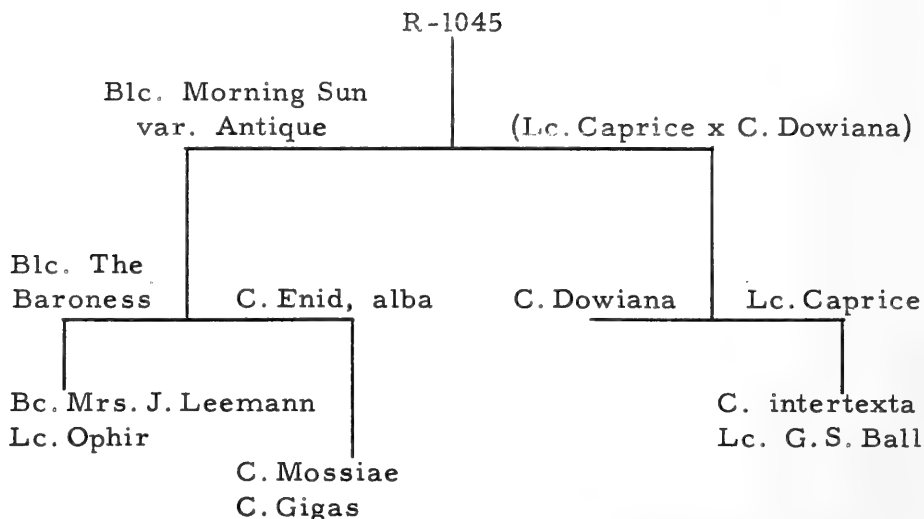 R-1045
Blc. Morning Sun
var. Antique
(Lc. Caprice x C. Dowiana)
Blc. The
Baroness
C. Enid, alba
C. Dowiana
Lc. Caprice
Bc. Mrs. J. Leemann
Lc. Ophir
C. Mossiae
C. Gigas
C. intertexta
Lc. G.S. Ball